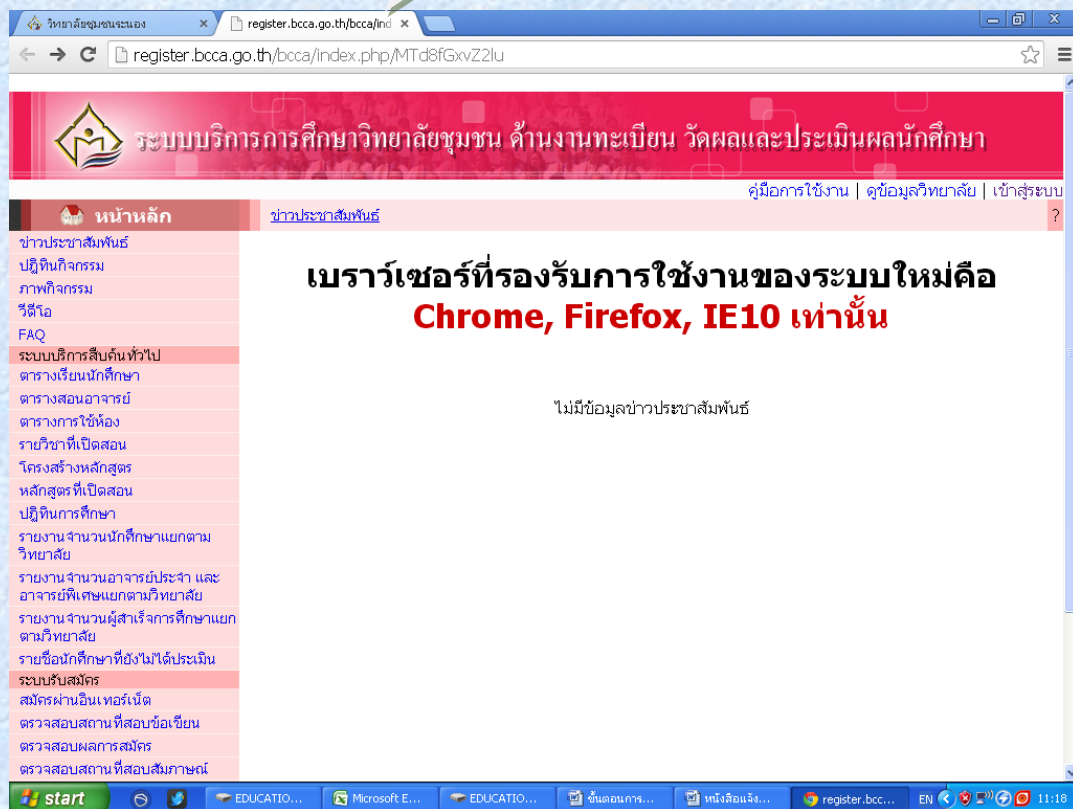 วิทยาลัยชุมชนระนอง
register.bcca.go.th/bcca/ind
register.bcca.go.th/bcca/index.php/MTd8fGxvZ2lu
ระบบบริการการศึกษาวิทยาลัยชุมชน ด้านงานทะเบียน วัดผลและประเมินผลนักศึกษา
คู่มือการใช้งาน | ดูข้อมูลวิทยาลัย | เข้าสู่ระบบ
หน้าหลัก
ข่าวประชาสัมพันธ์
?
ข่าวประชาสัมพันธ์
ปฎิทินกิจกรรม
ภาพกิจกรรม
วีดีโอ
FAQ
ระบบบริการสืบค้นทั่วไป
ตารางเรียนนักศึกษา
ตารางสอนอาจารย์
ตารางการใช้ห้อง
รายวิชาที่เปิดสอน
โครงสร้างหลักสูตร
หลักสูตรที่เปิดสอน
ปฎิทินการศึกษา
รายงานจำนวนนักศึกษาแยกตาม
วิทยาลัย
รายงานจำนวนอาจารย์ประจำ และ
อาจารย์พิเศษแยกตามวิทยาลัย
รายงานจำนวนผู้สำเร็จการศึกษาแยก
ตามวิทยาลัย
รายชื่อนักศึกษาที่ยังไม่ได้ประเมิน
ระบบรับสมัคร
สมัครผ่านอินเทอร์เน็ต
ตรวจสอบสถานที่สอบข้อเขียน
ตรวจสอบผลการสมัคร
ตรวจสอบสถานที่สอบสัมภาษณ์
เบราว์เซอร์ที่รองรับการใช้งานของระบบใหม่คือ
Chrome, Firefox, IE10 เท่านั้น
ไม่มีข้อมูลข่าวประชาสัมพันธ์
start
EDUCATIO...
Microsoft E...
EDUCATIO...
ขั้นตอนการ...
หนังสือแจ้ง...
register.bcc...
EN
11:18